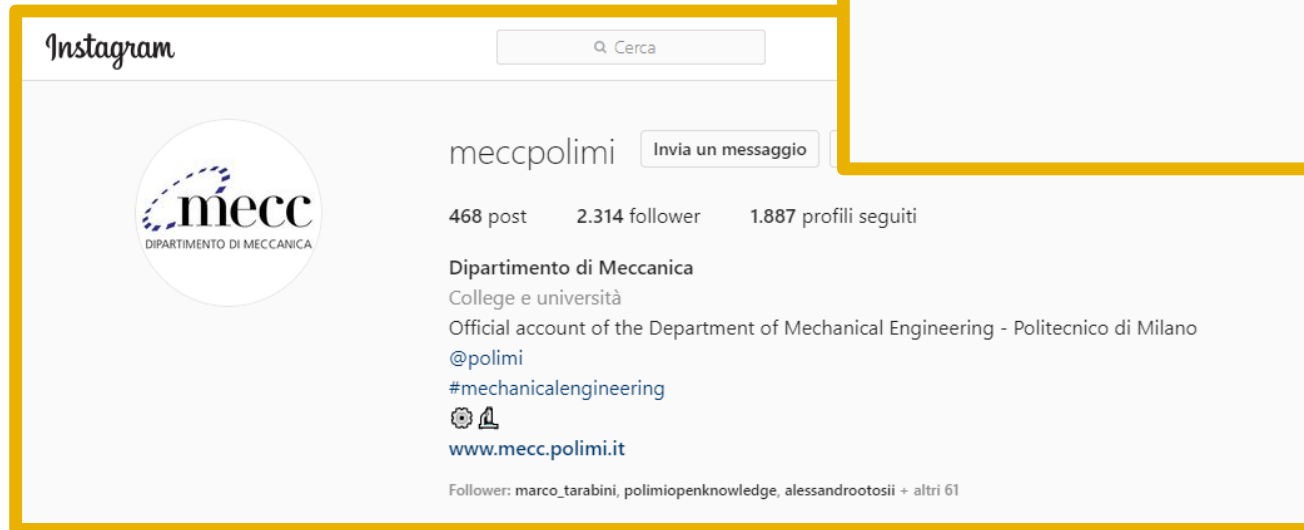 Instagram
Cerca
meccpolimi Invia un messaggio
mecc
DIPARTIMENTO DI MECCANICA
468 post 2.314 follower 1.887 profili seguiti
Dipartimento di Meccanica
College e università
Official account of the Department of Mechanical Engineering - Politecnico di Milano
@polimi
#mechanicalengineering
www.mecc.polimi.it
Follower: marco_tarabini, polimiopenknowledge, alessandrootosii + altri 61